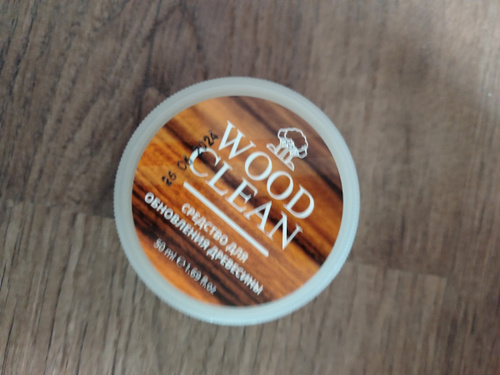 WOOD
CLEAN
СРЕДСТВО ДЛЯ
ОБНОВЛЕНИЯ ДРЕВЕСИНЫ
50 ml ℮ 1.69 fl.oz.